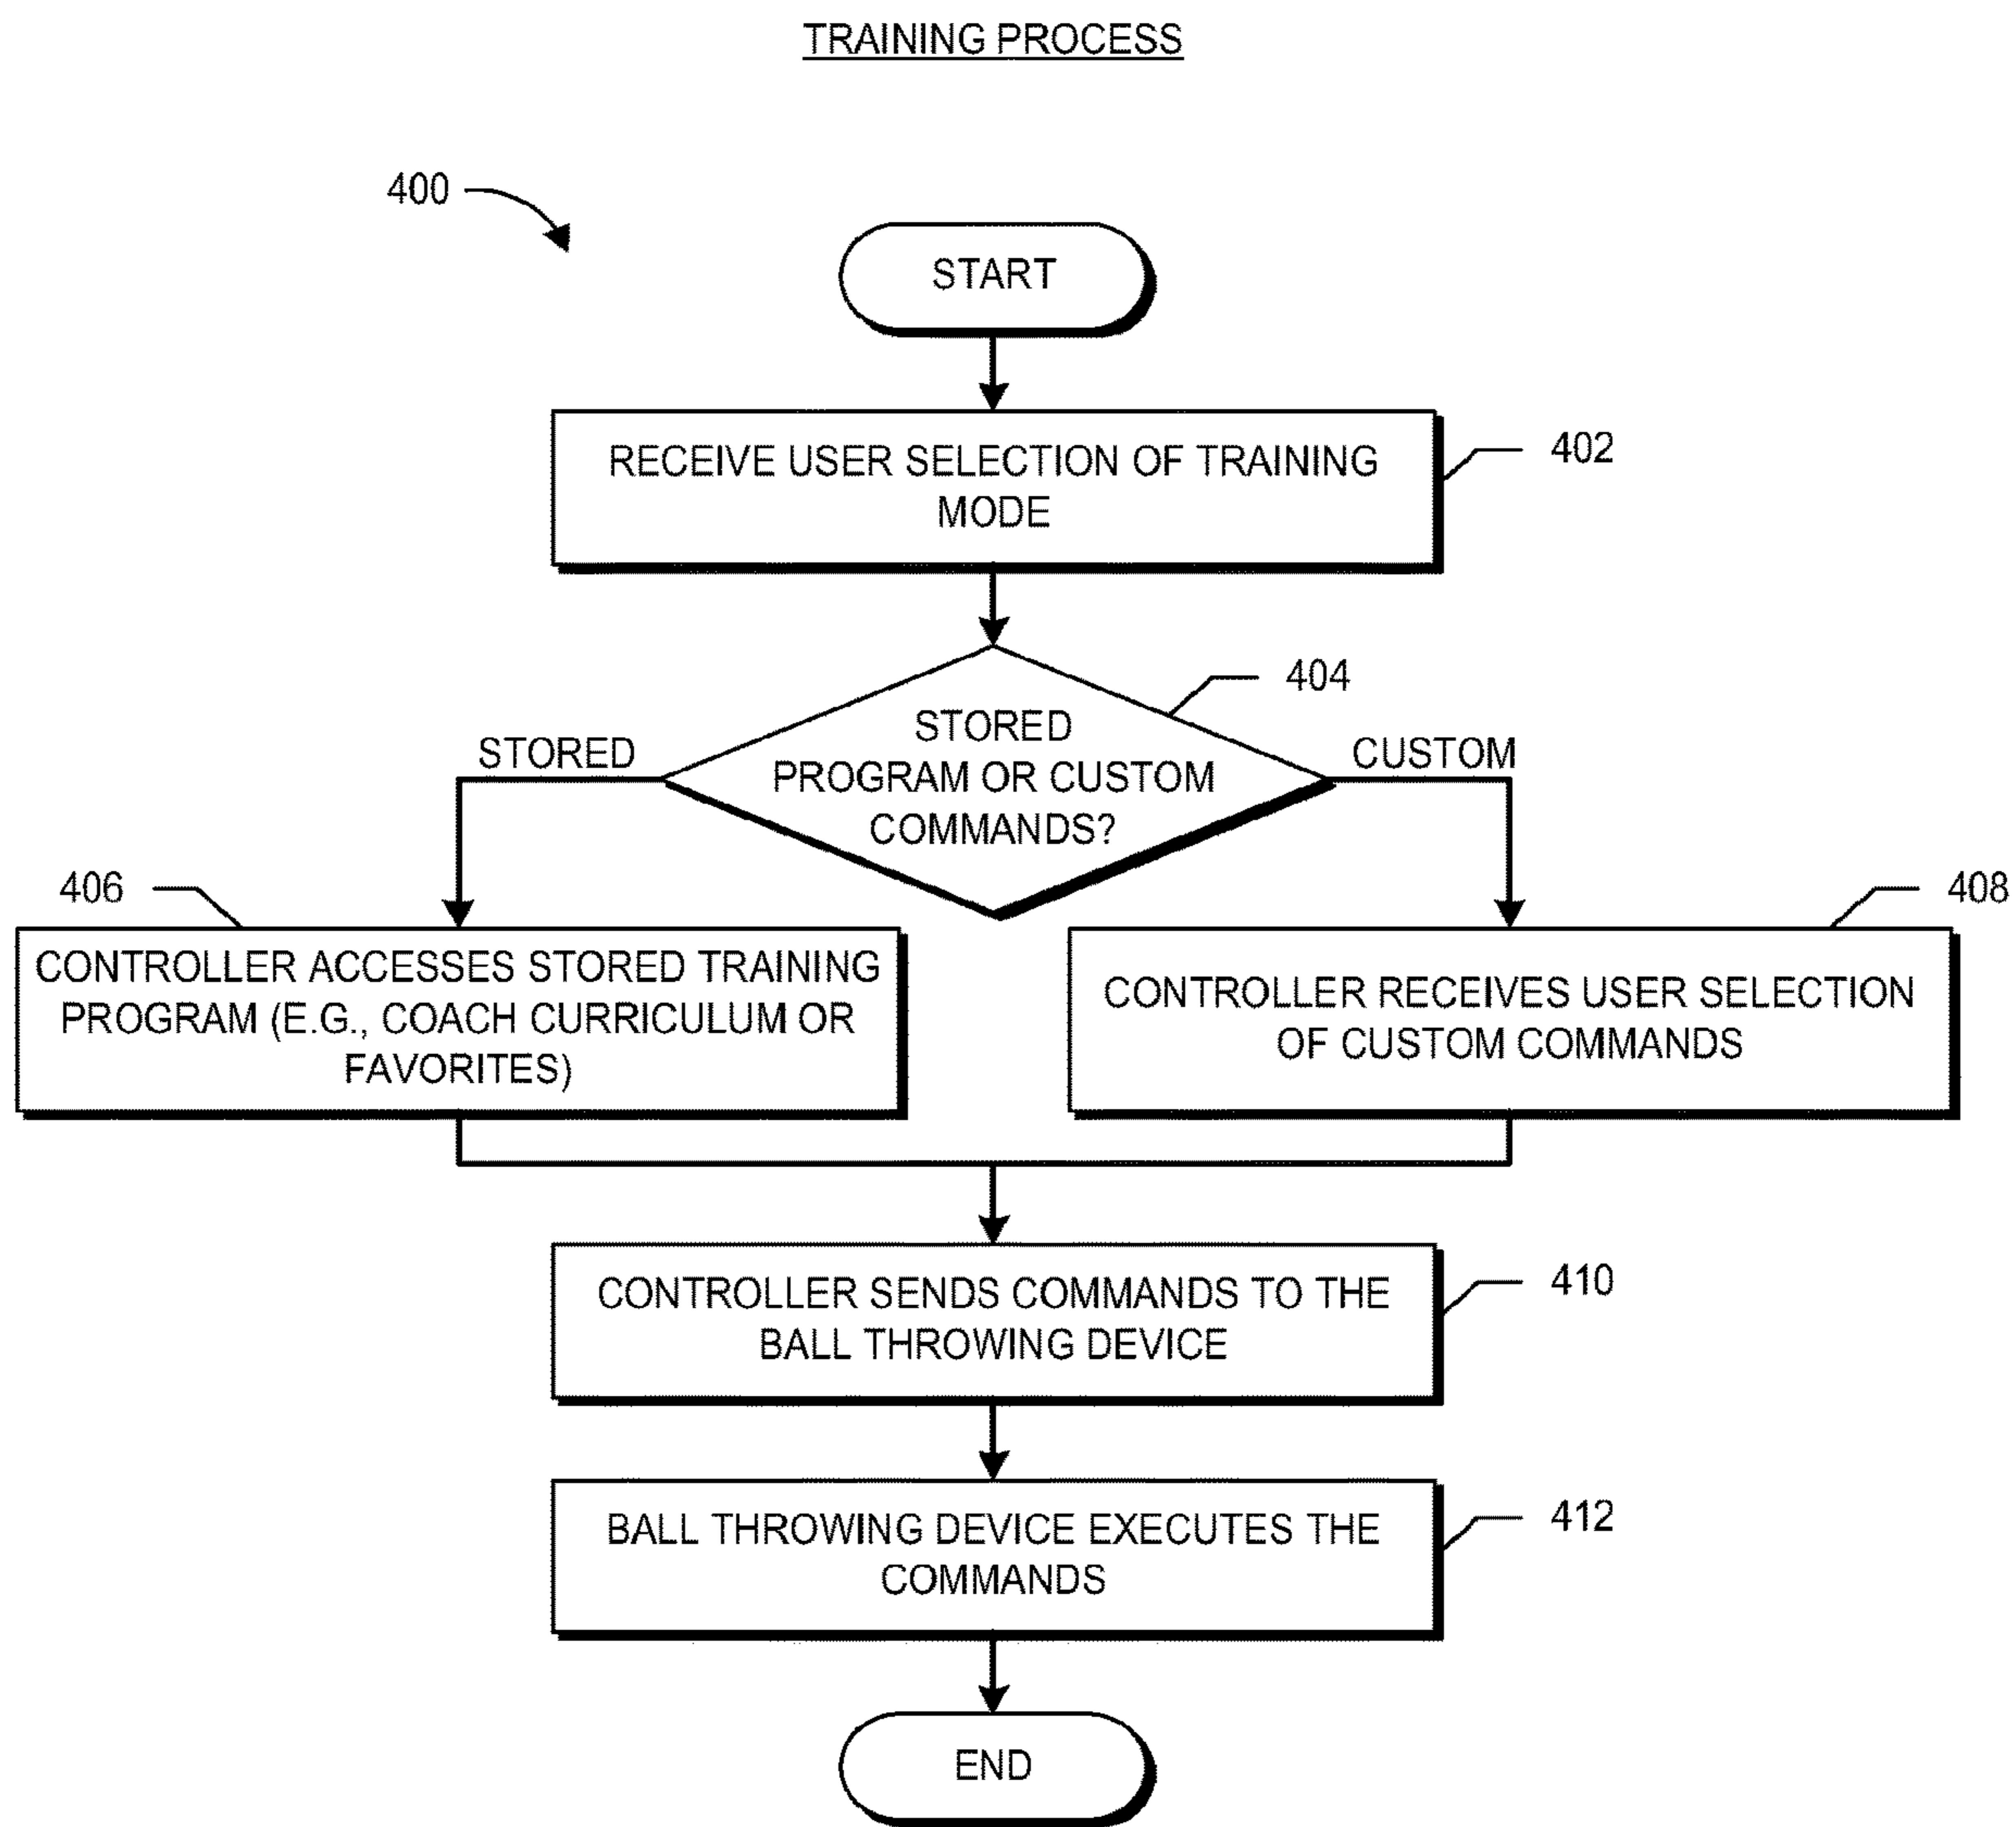 TRAINING PROCESS
400
START
RECEIVE USER SELECTION OF TRAINING
MODE
402
404
STORED
PROGRAM OR CUSTOM
COMMANDS?
STORED
CUSTOM
406
CONTROLLER ACCESSES STORED TRAINING
PROGRAM (E.G., COACH CURRICULUM OR
FAVORITES)
408
CONTROLLER RECEIVES USER SELECTION
OF CUSTOM COMMANDS
CONTROLLER SENDS COMMANDS TO THE
BALL THROWING DEVICE
410
BALL THROWING DEVICE EXECUTES THE
COMMANDS
412
END